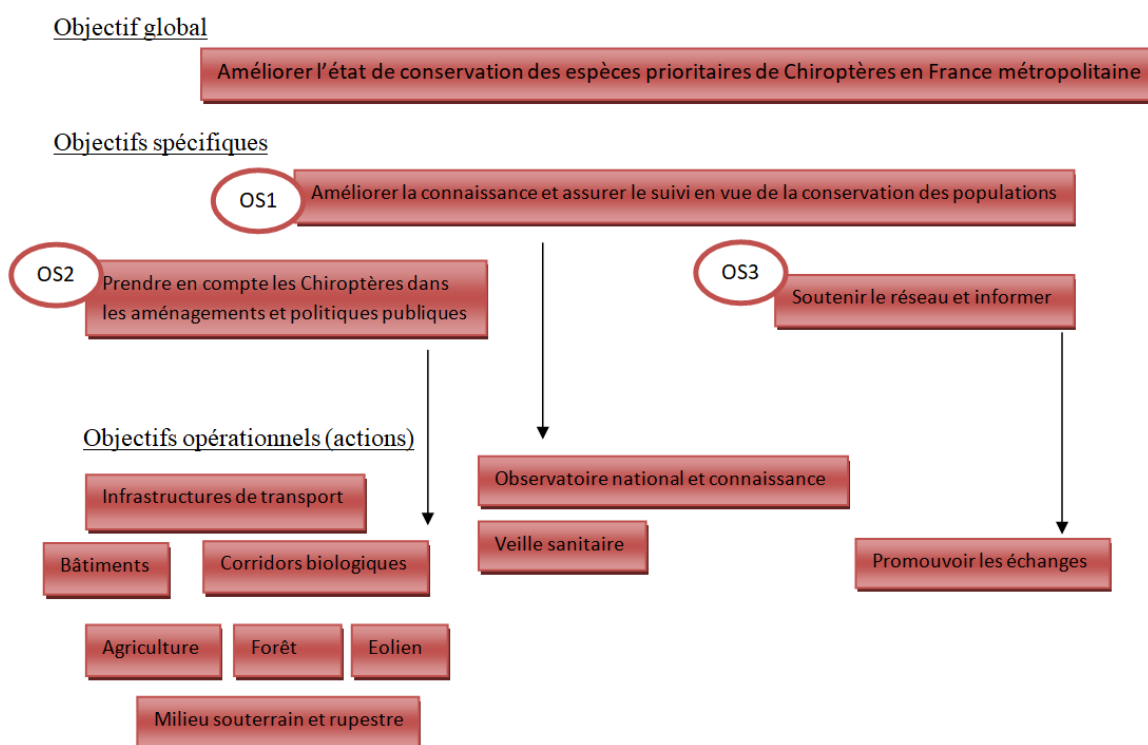 Objectif global
Améliorer l'état de conservation des espèces prioritaires de Chiroptères en France métropolitaine
Objectifs spécifiques
OS1
Améliorer la connaissance et assurer le suivi en vue de la conservation des populations
OS2
Prendre en compte les Chiroptères dans
les aménagements et politiques publiques
OS3
Soutenir le réseau et informer
Objectifs opérationnels (actions)
Infrastructures de transport
Bâtiments
Corridors biologiques
Agriculture
Forêt
Eolien
Milieu souterrain et rupestre
Observatoire national et connaissance
Veille sanitaire
Promouvoir les échanges